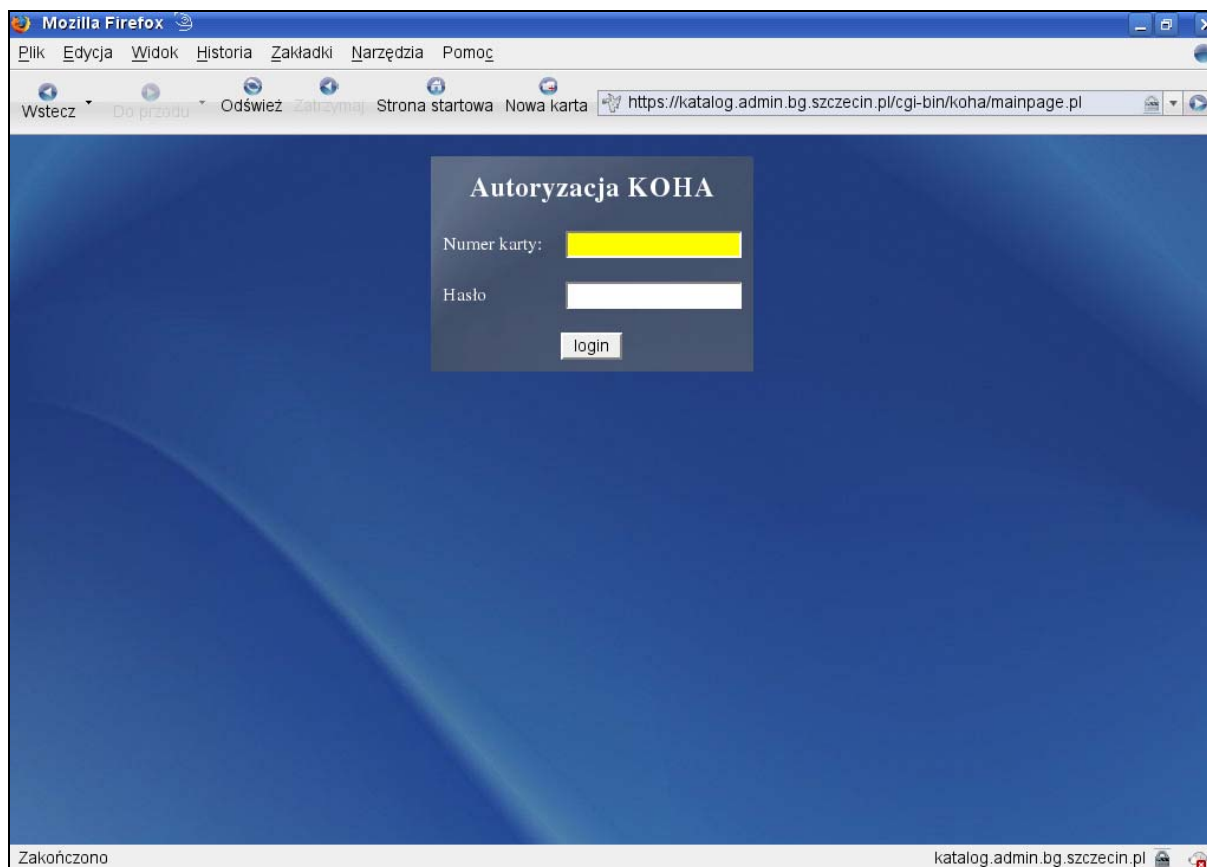 Mozilla Firefox
Plik Edycja Widok Historia Zakładki Narzędzia Pomoc
Wstecz Do przodu Odśwież Zatrzymaj Strona startowa Nowa karta https://katalog.admin.bg.szczecin.pl/cgi-bin/koha/mainpage.pl
Autoryzacja KOHA
Numer karty:
Hasło
login
Zakończono katalog.admin.bg.szczecin.pl